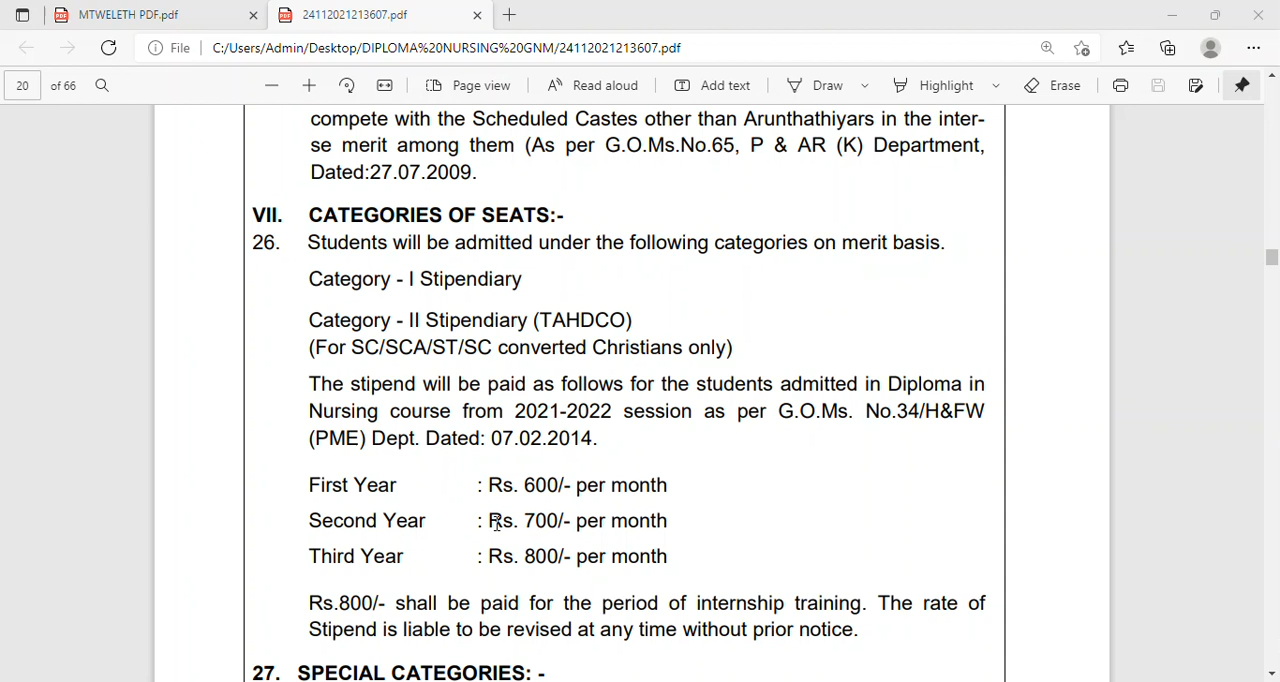 MTWELETH PDF.pdf
24112021213607.pdf
File
C:/Users/Admin/Desktop/DIPLOMA%20NURSING%20GNM/24112021213607.pdf
20 of 66
Page view
Read aloud
Add text
Draw
Highlight
Erase
compete with the Scheduled Castes other than Arunthathiyars in the inter-
se merit among them (As per G.O.Ms.No.65, P & AR (K) Department,
Dated:27.07.2009.
VII. CATEGORIES OF SEATS:-
26. Students will be admitted under the following categories on merit basis.
Category - I Stipendiary
Category - II Stipendiary (TAHDCO)
(For SC/SCA/ST/SC converted Christians only)
The stipend will be paid as follows for the students admitted in Diploma in
Nursing course from 2021-2022 session as per G.O.Ms. No.34/H&FW
(PME) Dept. Dated: 07.02.2014.
First Year : Rs. 600/- per month
Second Year : Rs. 700/- per month
Third Year : Rs. 800/- per month
Rs.800/- shall be paid for the period of internship training. The rate of
Stipend is liable to be revised at any time without prior notice.
27. SPECIAL CATEGORIES: -